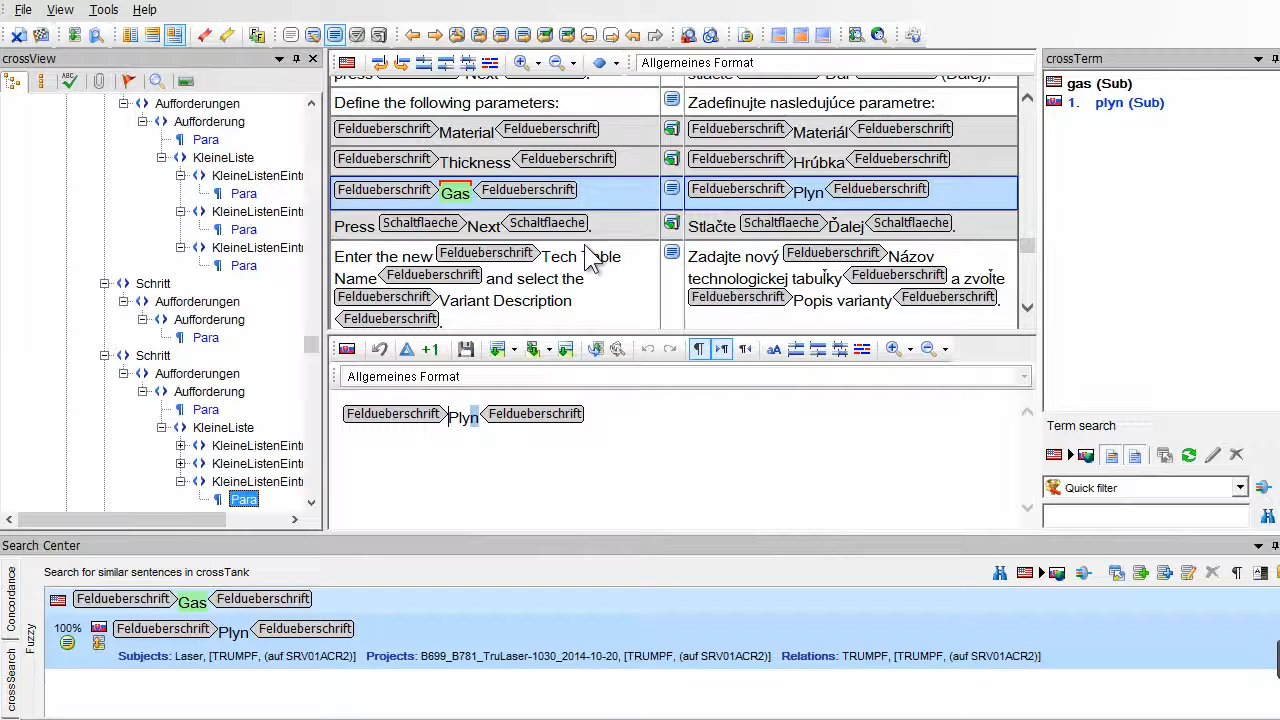 File View Tools Help
crossView
Allgemeines Format
crossTerm
gas (Sub)
1. plyn (Sub)
Aufforderungen
Aufforderung
Para
KleineListe
KleineListenEintr
Para
KleineListenEintr
Para
KleineListenEintr
Para
Schritt
Aufforderungen
Aufforderung
Para
Schritt
Aufforderungen
Aufforderung
Para
KleineListe
KleineListenEintr
KleineListenEintr
KleineListenEintr
Para
Define the following parameters: Zadefinujte nasledujúce parametre:
Feldueberschrift Material Feldueberschrift Feldueberschrift Materiál Feldueberschrift
Feldueberschrift Thickness Feldueberschrift Feldueberschrift Hrúbka Feldueberschrift
Feldueberschrift Gas Feldueberschrift Feldueberschrift Plyn Feldueberschrift
Press Schaltflaeche Next Schaltflaeche . Stlačte Schaltflaeche Ďalej Schaltflaeche .
Enter the new Feldueberschrift Tech
Name Feldueberschrift and select the
Feldueberschrift Variant Description
Feldueberschrift .
Zadajte nový Feldueberschrift Názov
technologickej tabuľky Feldueberschrift a zvoľte
Feldueberschrift Popis varianty Feldueberschrift .
+1
aA
Allgemeines Format
Feldueberschrift Plyn Feldueberschrift
Term search
Quick filter
Search Center
Concordance
Fuzzy
crossSearch
Search for similar sentences in crossTank
Feldueberschrift Gas Feldueberschrift
100% Feldueberschrift Plyn Feldueberschrift
Subjects: Laser, [TRUMPF, (auf SRV01ACR2)] Projects: B699_B781_TruLaser-1030_2014-10-20, [TRUMPF, (auf SRV01ACR2)] Relations: TRUMPF, [TRUMPF, (auf SRV01ACR2)]